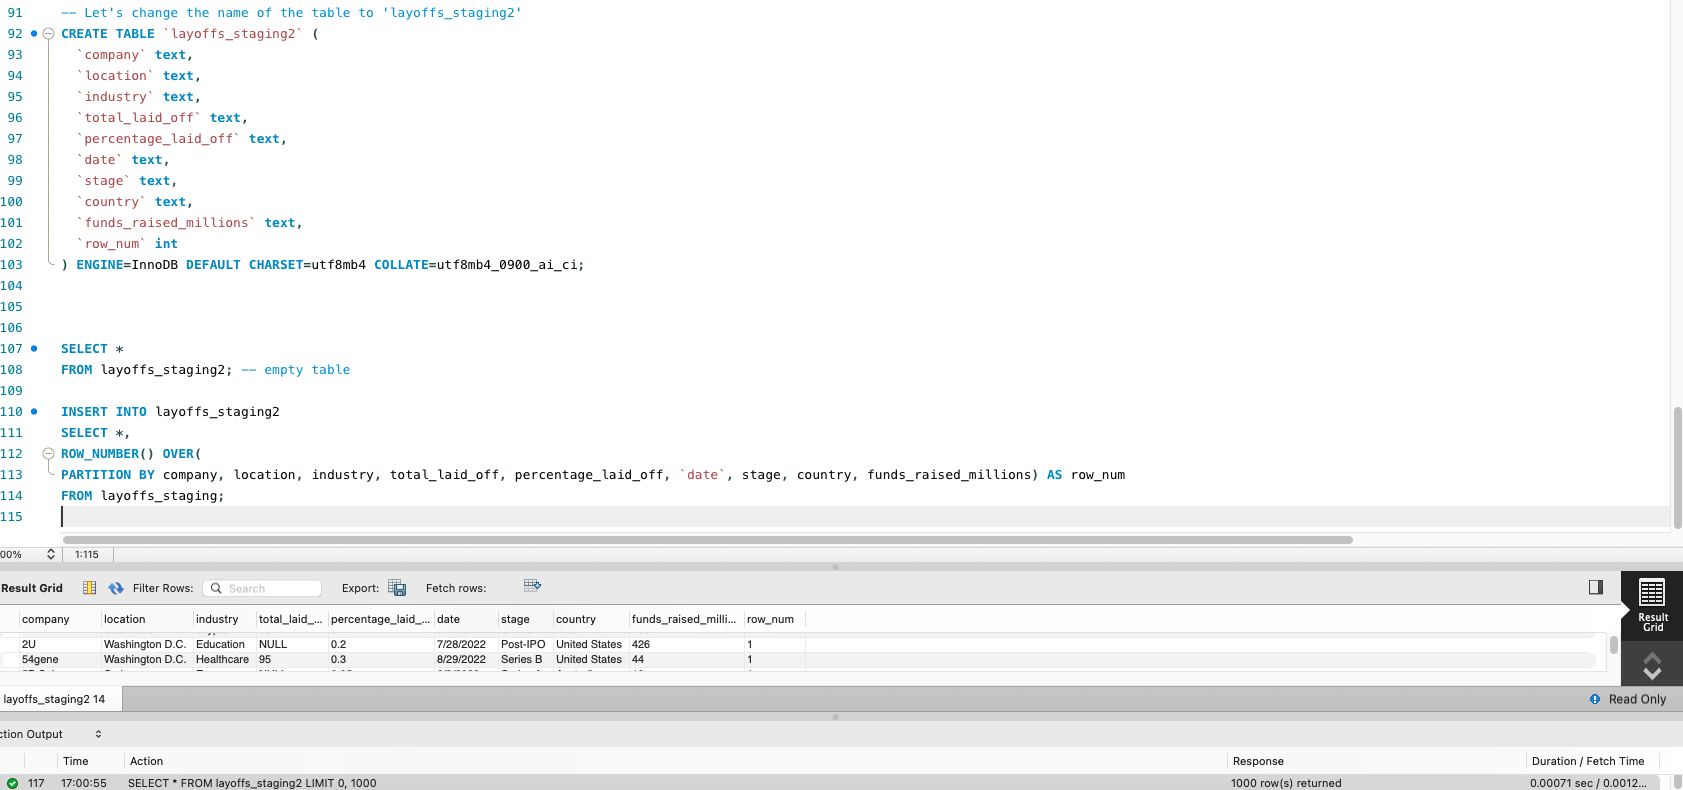 91 -- Let's change the name of the table to 'layoffs_staging2'
92 CREATE TABLE `layoffs_staging2` (
93 `company` text,
94 `location` text,
95 `industry` text,
96 `total_laid_off` text,
97 `percentage_laid_off` text,
98 `date` text,
99 `stage` text,
100 `country` text,
101 `funds_raised_millions` text,
102 `row_num` int
103 ) ENGINE=InnoDB DEFAULT CHARSET=utf8mb4 COLLATE=utf8mb4_0900_ai_ci;
104
105
106
107 SELECT *
108 FROM layoffs_staging2; -- empty table
109
110 INSERT INTO layoffs_staging2
111 SELECT *,
112 ROW_NUMBER() OVER(
113 PARTITION BY company, location, industry, total_laid_off, percentage_laid_off, `date`, stage, country, funds_raised_millions) AS row_num
114 FROM layoffs_staging;
115
00% 1:115
Result Grid Filter Rows: Search Export: Fetch rows:
Result Grid
company location industry total_laid_... percentage_laid_... date stage country funds_raised_milli... row_num
2U Washington D.C. Education NULL 0.2 7/28/2022 Post-IPO United States 426 1
54gene Washington D.C. Healthcare 95 0.3 8/29/2022 Series B United States 44 1
layoffs_staging2 14 Read Only
ction Output
Time Action Response Duration / Fetch Time
117 17:00:55 SELECT * FROM layoffs_staging2 LIMIT 0, 1000 1000 row(s) returned 0.00071 sec / 0.0012...